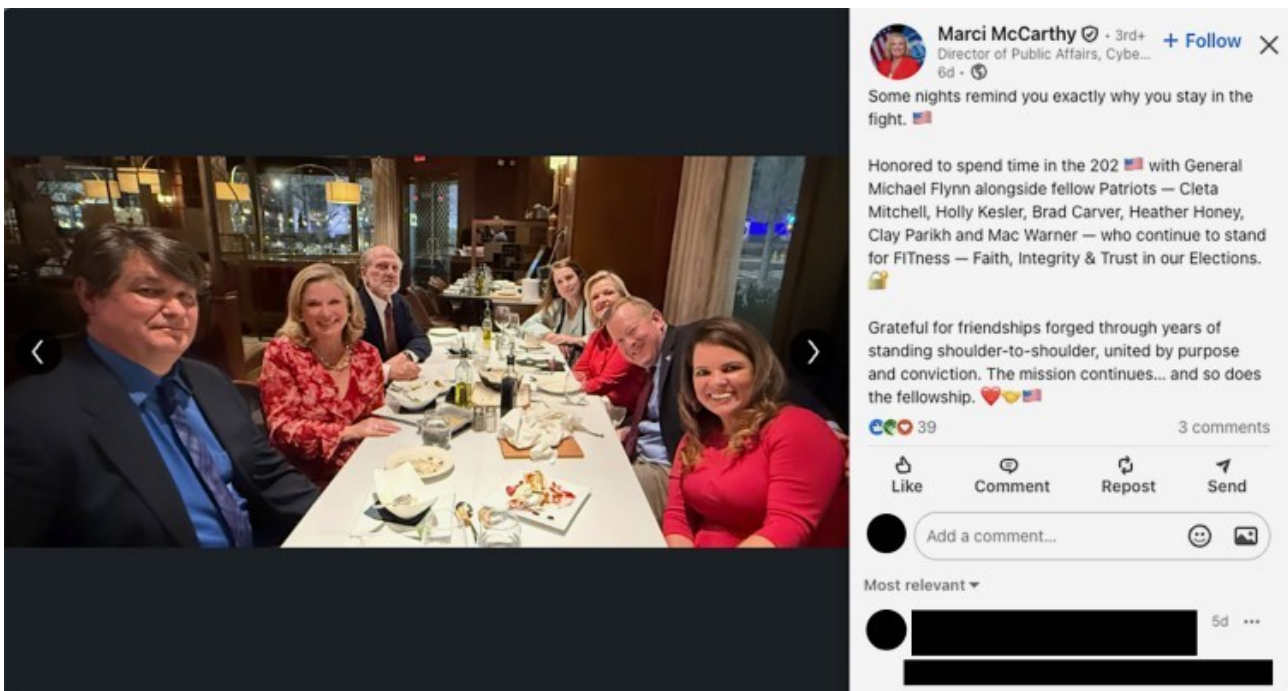 Marci McCarthy • 3rd+
+ Follow
Director of Public Affairs, Cybe...
6d •
Some nights remind you exactly why you stay in the
fight. 🇺🇸
Honored to spend time in the 202 🇺🇸 with General
Michael Flynn alongside fellow Patriots — Cleta
Mitchell, Holly Kesler, Brad Carver, Heather Honey,
Clay Parikh and Mac Warner — who continue to stand
for FITness — Faith, Integrity & Trust in our Elections.
🔐
Grateful for friendships forged through years of
standing shoulder-to-shoulder, united by purpose
and conviction. The mission continues... and so does
the fellowship. ❤️🤝🇺🇸
39
3 comments
Like
Comment
Repost
Send
Add a comment...
Most relevant
5d